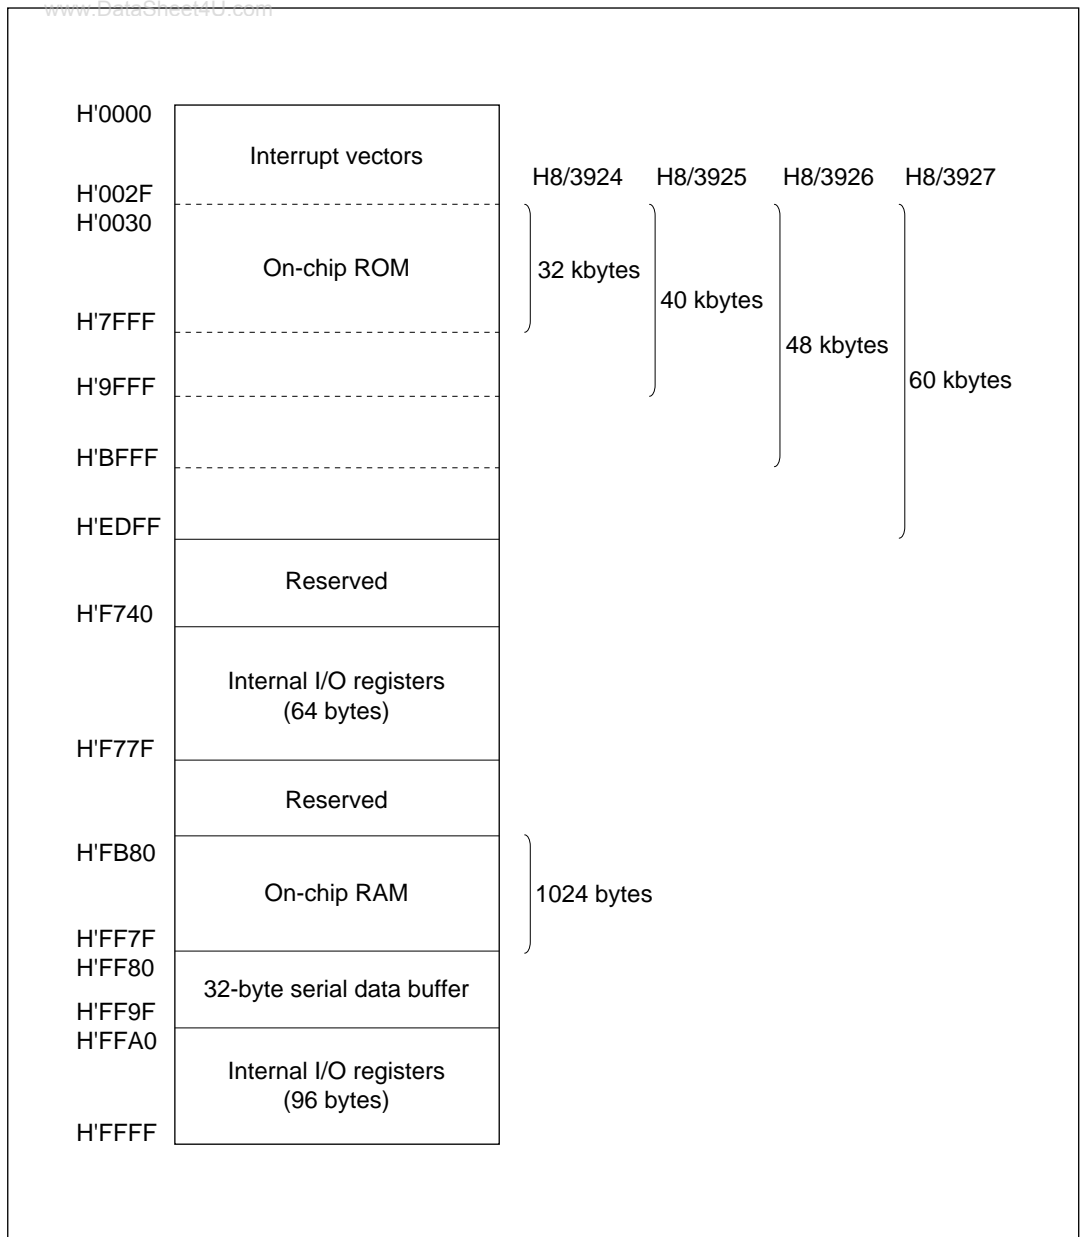 www.DataSheet4U.com
H'0000
Interrupt vectors
H8/3924 H8/3925 H8/3926 H8/3927
H'002F
H'0030
On-chip ROM
32 kbytes
40 kbytes
H'7FFF
48 kbytes
H'9FFF
60 kbytes
H'BFFF
H'EDFF
Reserved
H'F740
Internal I/O registers
(64 bytes)
H'F77F
Reserved
H'FB80
On-chip RAM
1024 bytes
H'FF7F
H'FF80
32-byte serial data buffer
H'FF9F
H'FFA0
Internal I/O registers
(96 bytes)
H'FFFF